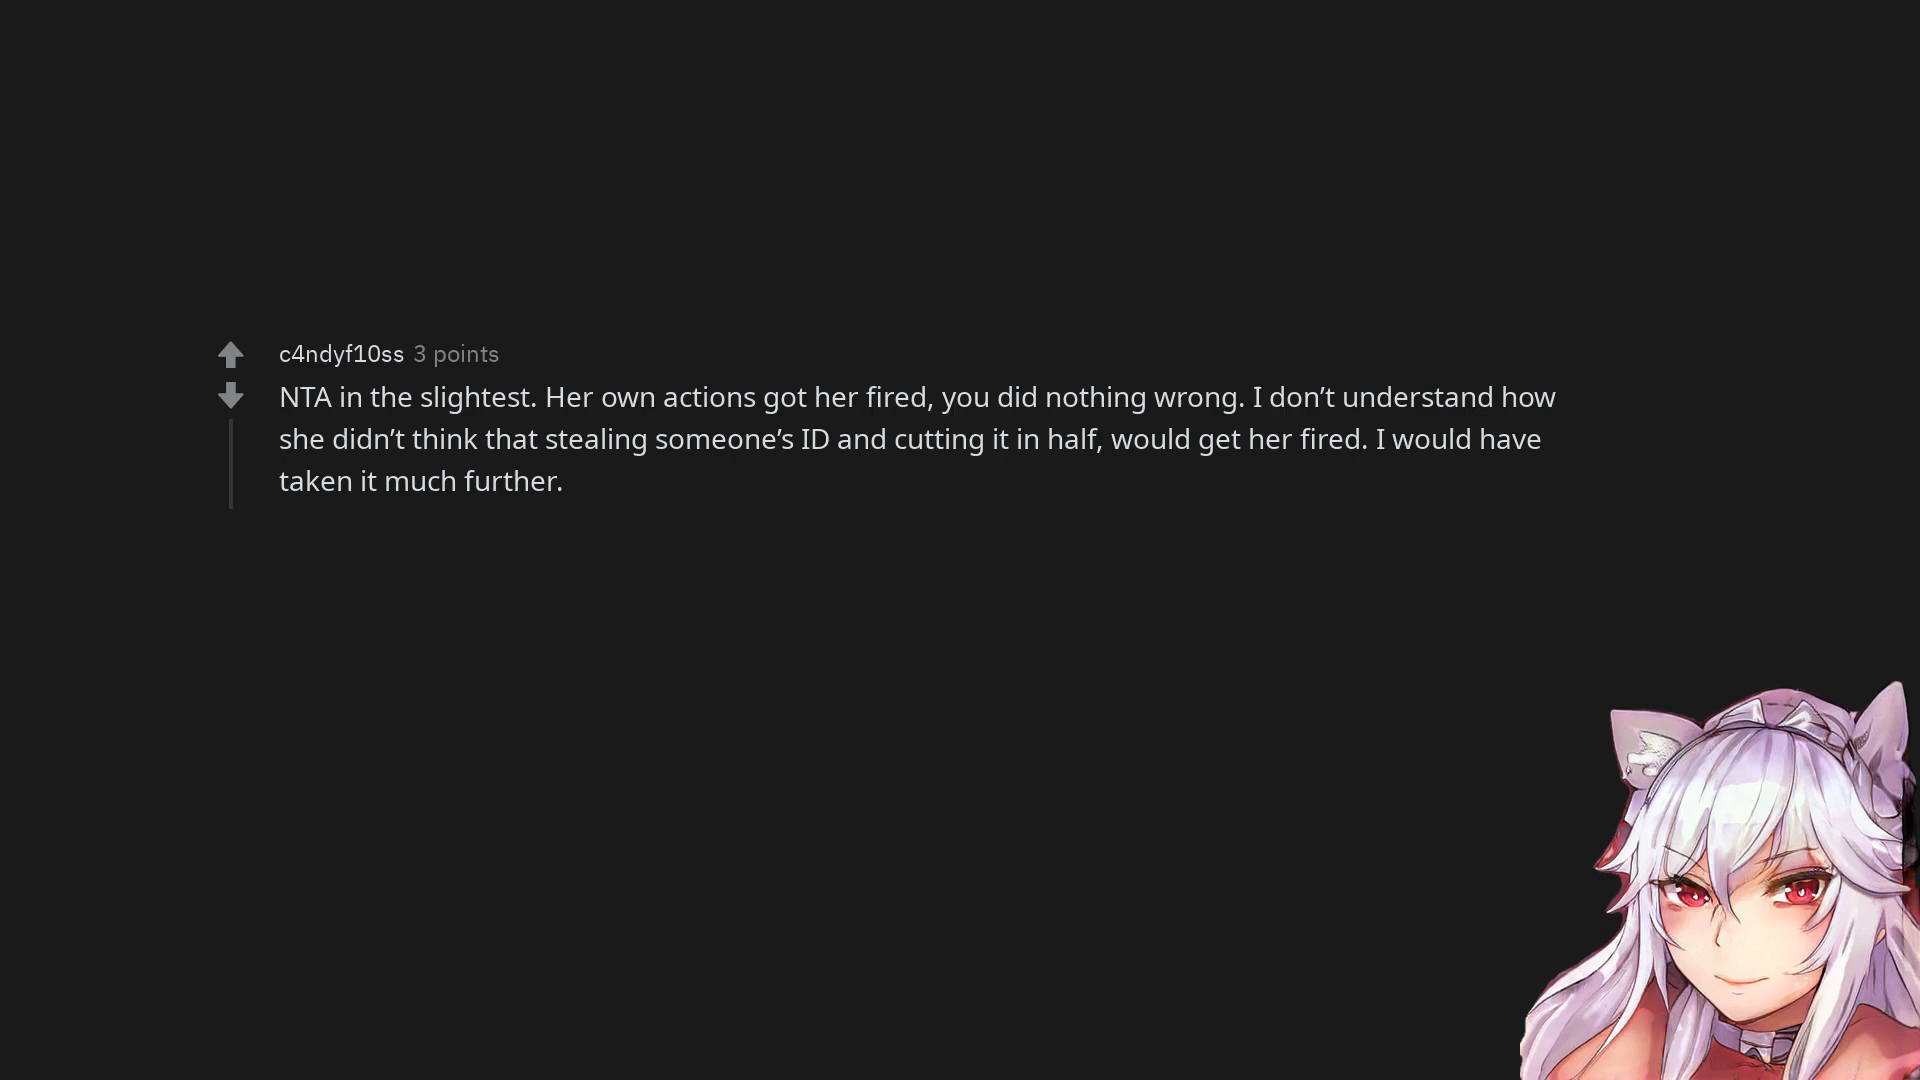 c4ndyf10ss 3 points
NTA in the slightest. Her own actions got her fired, you did nothing wrong. I don’t understand how
she didn’t think that stealing someone’s ID and cutting it in half, would get her fired. I would have
taken it much further.